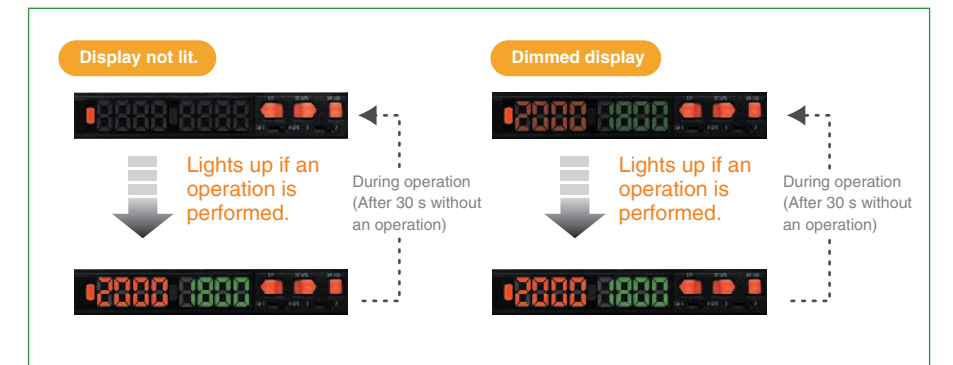 Display not lit.
Dimmed display
Lights up if an
operation is
performed.
During operation
(After 30 s without
an operation)
2000 1800
2000 1800
Lights up if an
operation is
performed.
During operation
(After 30 s without
an operation)
2000 1800